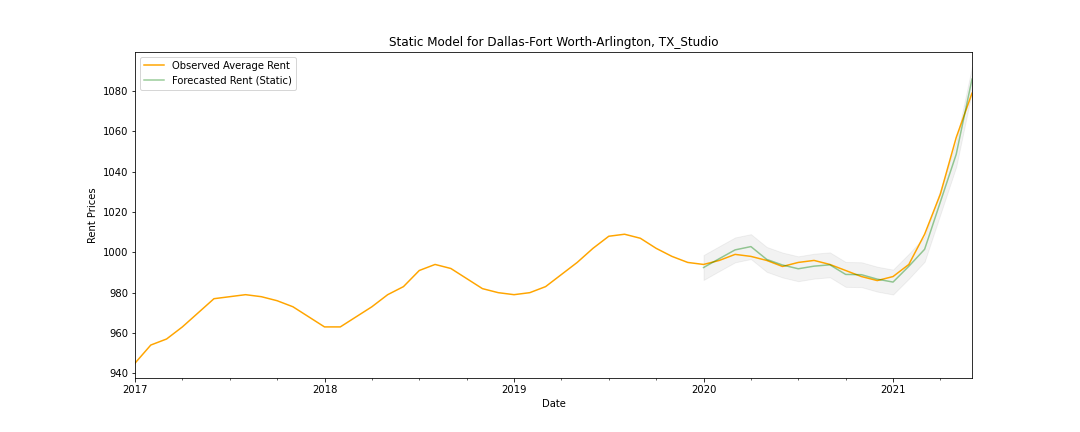 Static Model for Dallas-Fort Worth-Arlington, TX_Studio
Observed Average Rent
Forecasted Rent (Static)
Rent Prices
1080
1060
1040
1020
1000
980
960
940
2017
2018
2019
2020
2021
Date